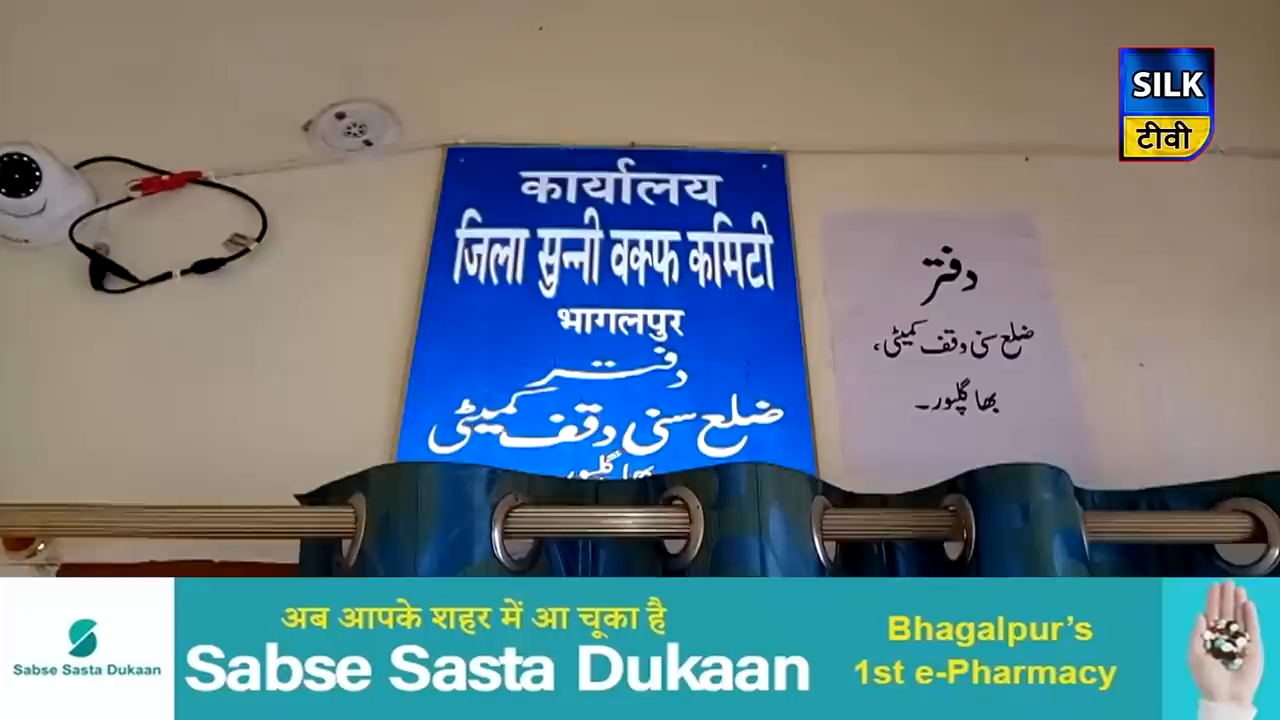 SILK
टीवी
कार्यालय
जिला सुन्नी वक्फ कमिटी
भागलपुर
دفتر
ضلع سنی وقف کمیٹی
بھاگلپور
دفتر
ضلع سنی وقف کمیٹی،
بھاگلپور۔
अब आपके शहर में आ चूका है
Sabse Sasta Dukaan
Sabse Sasta Dukaan
Bhagalpur's
1st e-Pharmacy